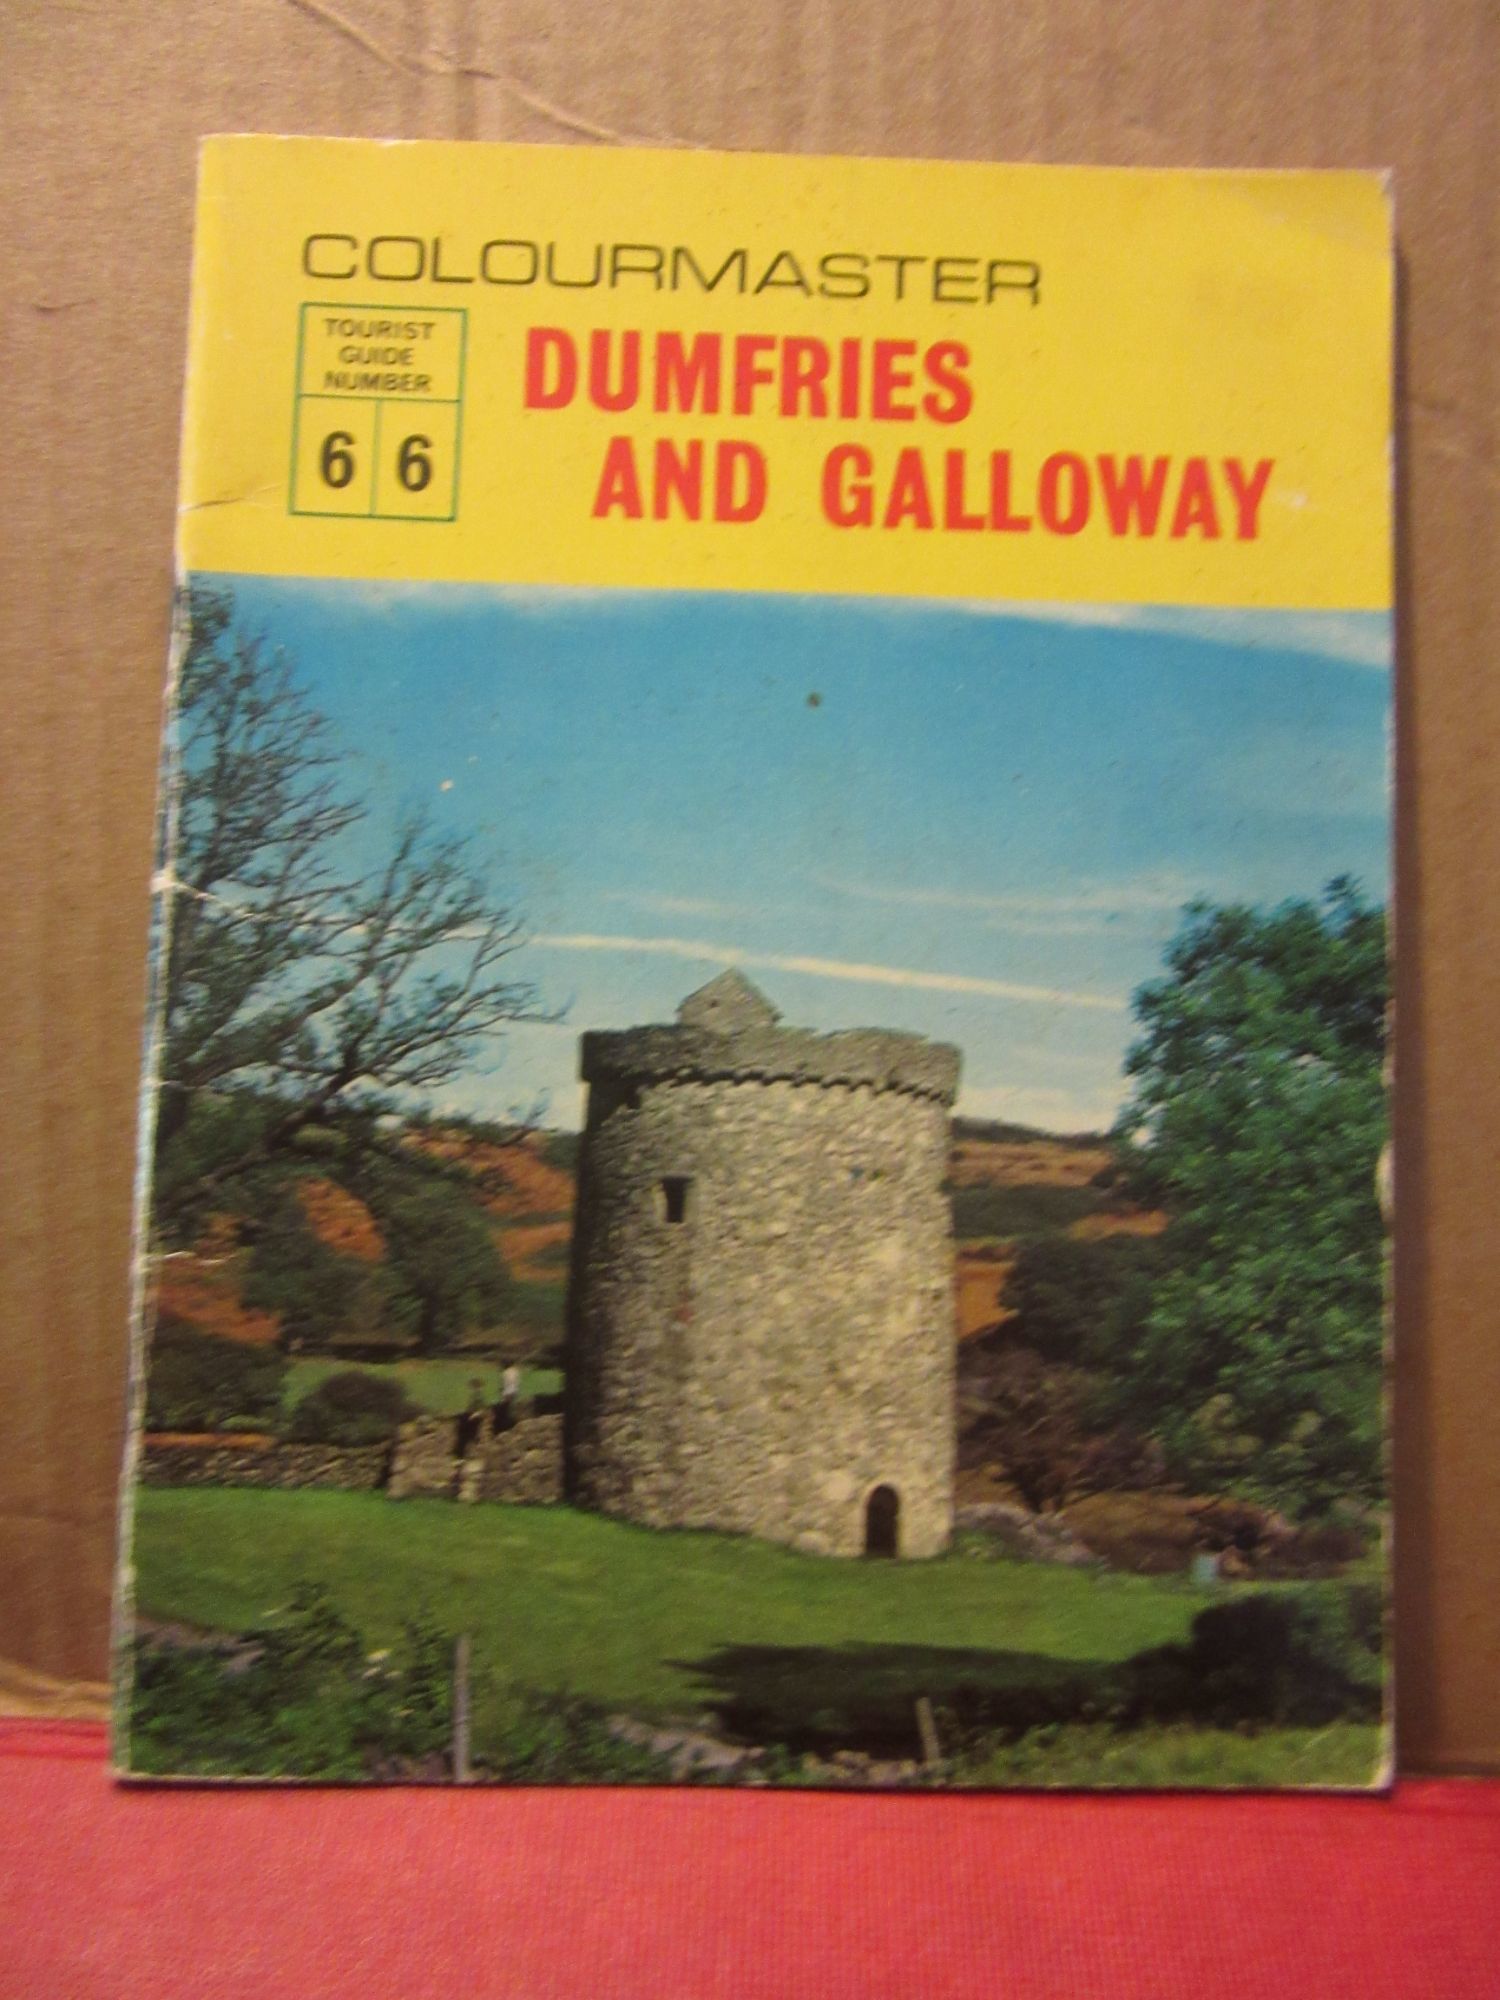 COLOURMASTER
TOURIST
GUIDE
NUMBER
6 6
DUMFRIES
AND GALLOWAY